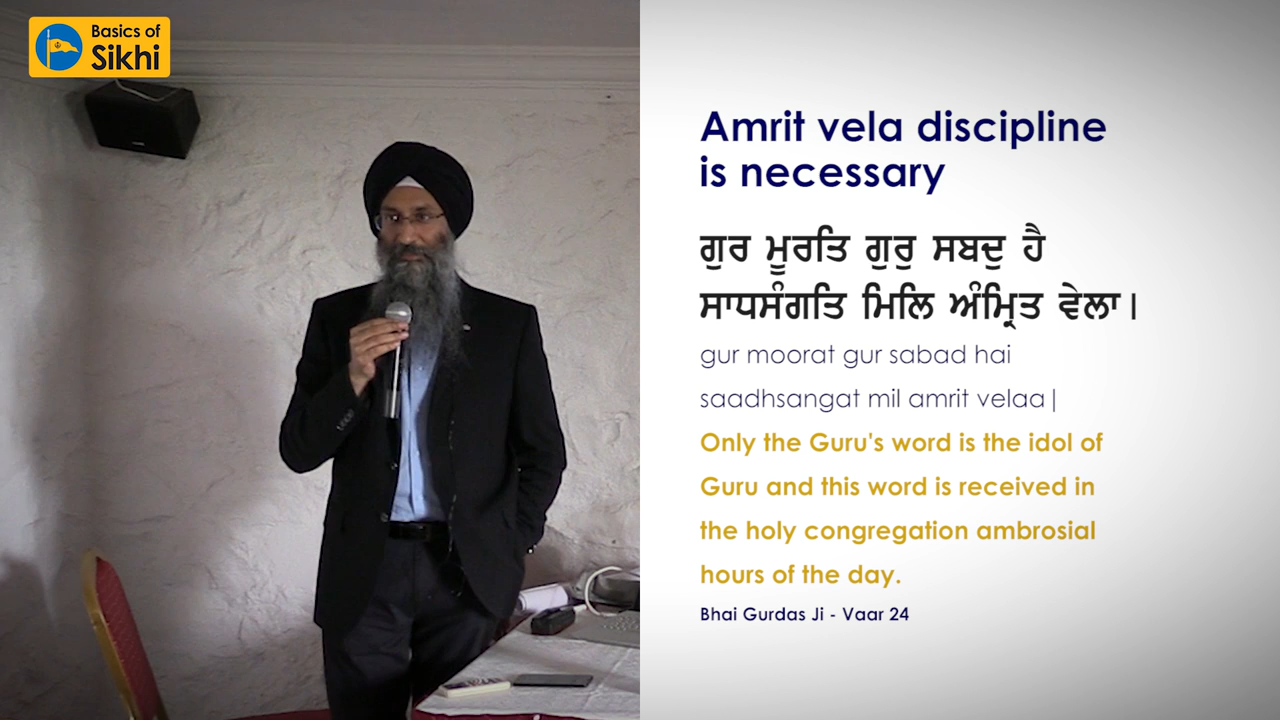 Basics of
Sikhi
Amrit vela discipline
is necessary
ਗੁਰ ਮੂਰਤਿ ਗੁਰੁ ਸਬਦੁ ਹੈ
ਸਾਧਸੰਗਤਿ ਮਿਲਿ ਅੰਮ੍ਰਿਤ ਵੇਲਾ।
gur moorat gur sabad hai
saadhsangat mil amrit velaa|
Only the Guru's word is the idol of
Guru and this word is received in
the holy congregation ambrosial
hours of the day.
Bhai Gurdas Ji - Vaar 24